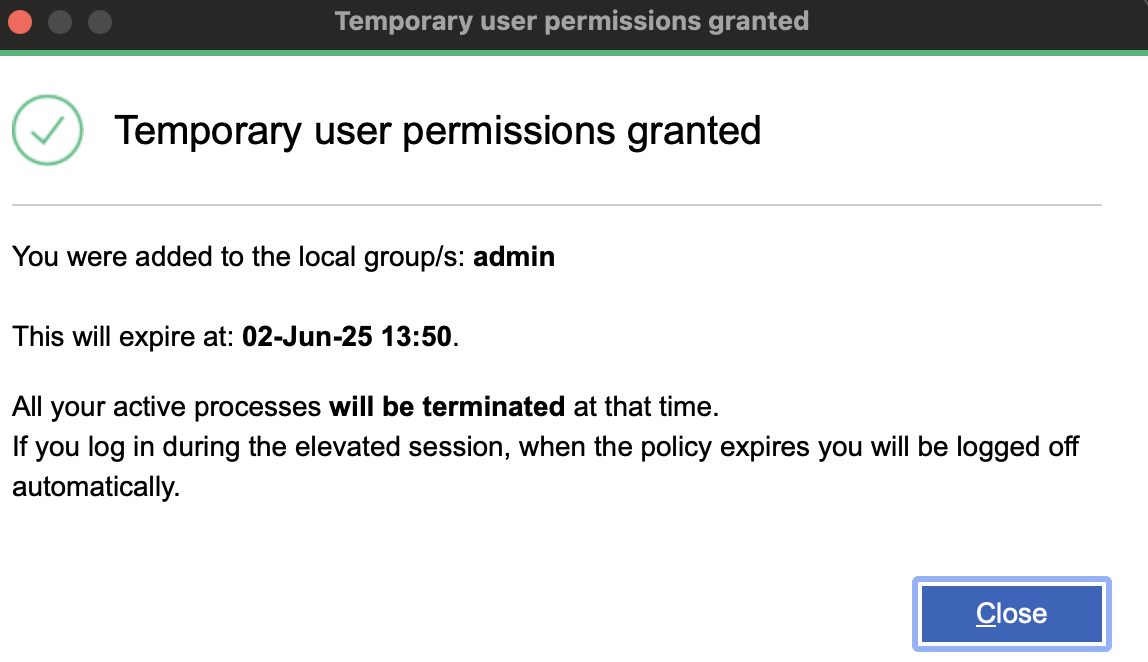 Temporary user permissions granted
Temporary user permissions granted
You were added to the local group/s: admin
This will expire at: 02-Jun-25 13:50.
All your active processes will be terminated at that time.
If you log in during the elevated session, when the policy expires you will be logged off
automatically.
Close